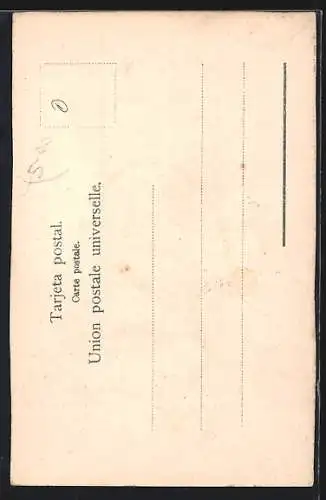 Tarjeta postal.
Carte postale.
Union postale universelle.